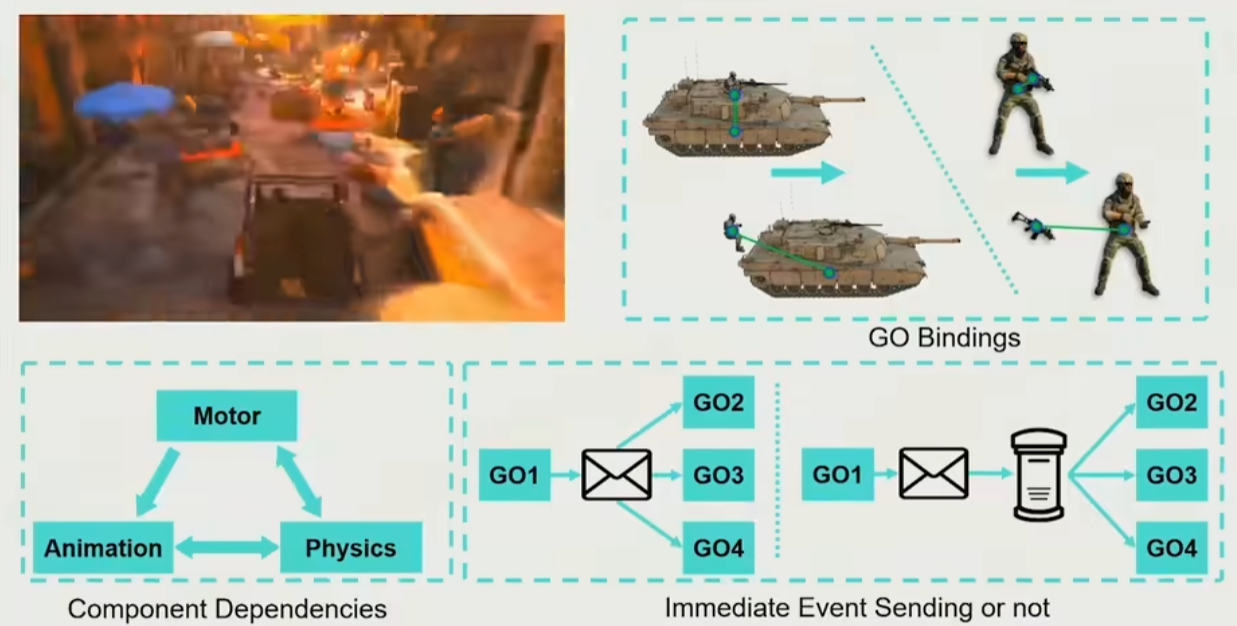 GO Bindings
Motor
Animation
Physics
Component Dependencies
GO1
GO2
GO3
GO4
GO1
GO2
GO3
GO4
Immediate Event Sending or not